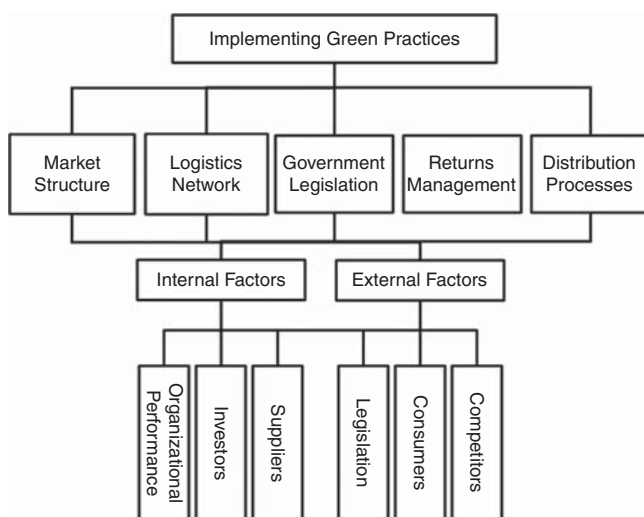 Implementing Green Practices
Market
Structure
Logistics
Network
Government
Legislation
Returns
Management
Distribution
Processes
Internal Factors
External Factors
Organizational
Performance
Investors
Suppliers
Legislation
Consumers
Competitors